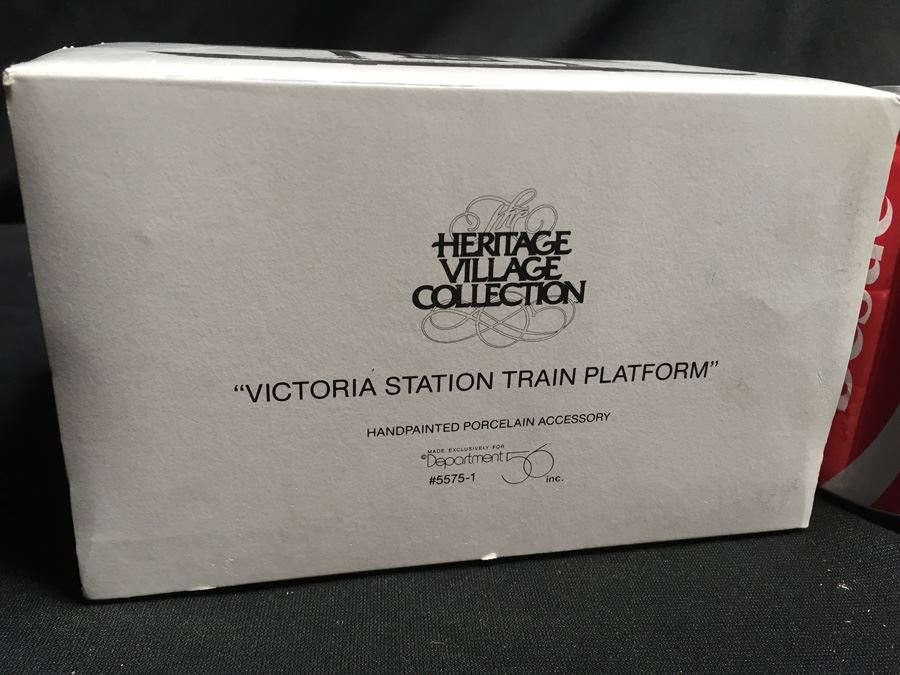 The
HERITAGE
VILLAGE
COLLECTION
“VICTORIA STATION TRAIN PLATFORM”
HANDPAINTED PORCELAIN ACCESSORY
MADE EXCLUSIVELY FOR
©Department 56 inc.
#5575-1